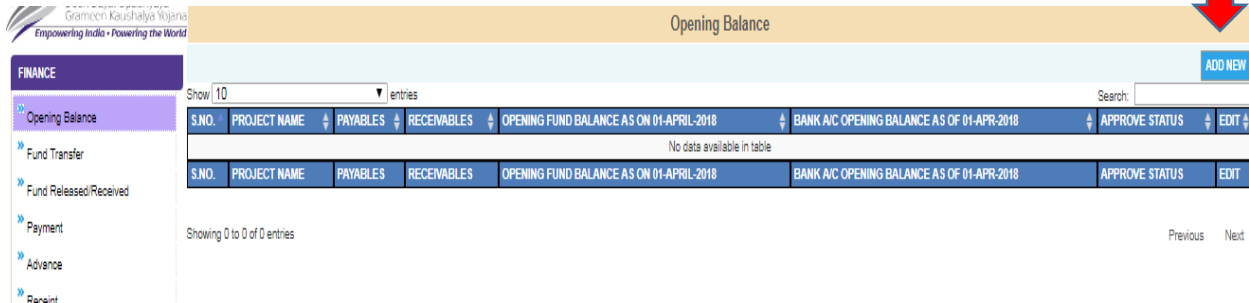 Grameen Kaushalya Yojana
Empowering India • Powering the World
Opening Balance
ADD NEW
FINANCE
Show 10 entries
Search:
Opening Balance
Fund Transfer
Fund Released/Received
Payment
Advance
Receipt
S.NO. PROJECT NAME PAYABLES RECEIVABLES OPENING FUND BALANCE AS ON 01-APRIL-2018 BANK A/C OPENING BALANCE AS OF 01-APR-2018 APPROVE STATUS EDIT
No data available in table
S.NO. PROJECT NAME PAYABLES RECEIVABLES OPENING FUND BALANCE AS ON 01-APRIL-2018 BANK A/C OPENING BALANCE AS OF 01-APR-2018 APPROVE STATUS EDIT
Showing 0 to 0 of 0 entries
Previous Next